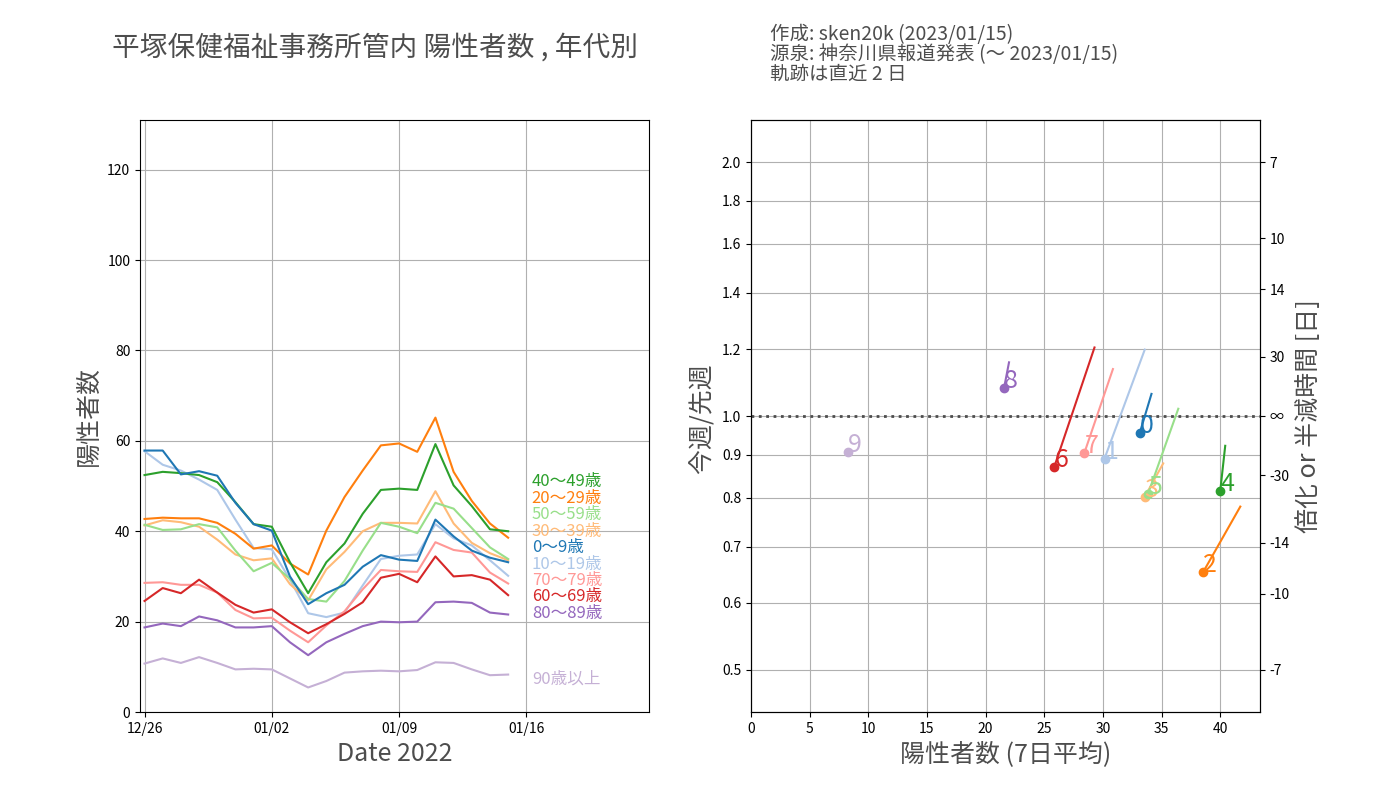 平塚保健福祉事務所管内 陽性者数 , 年代別
作成: sken20k (2023/01/15)
源泉: 神奈川県報道発表 (〜 2023/01/15)
軌跡は直近 2 日
陽性者数
120
100
80
60
40
20
0
12/26
01/02
01/09
01/16
Date 2022
40〜49歳
20〜29歳
50〜59歳
30〜39歳
0〜9歳
10〜19歳
70〜79歳
60〜69歳
80〜89歳
90歳以上
今週/先週
2.0
1.8
1.6
1.4
1.2
1.0
0.9
0.8
0.7
0.6
0.5
0
5
10
15
20
25
30
35
40
陽性者数 (7日平均)
7
10
14
30
∞
-30
-14
-10
-7
倍化 or 半減時間 [日]
8
9
6
7
1
0
3
5
4
2